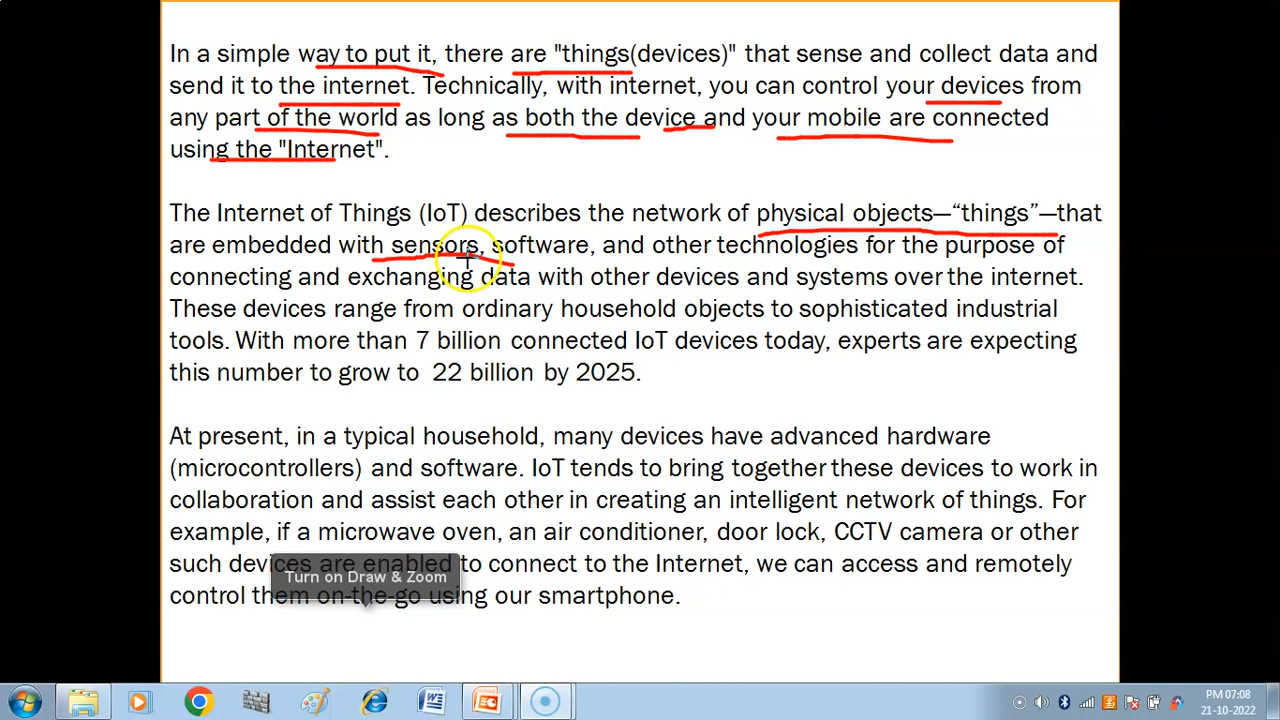 In a simple way to put it, there are "things(devices)" that sense and collect data and
send it to the internet. Technically, with internet, you can control your devices from
any part of the world as long as both the device and your mobile are connected
using the "Internet".
The Internet of Things (IoT) describes the network of physical objects—“things”—that
are embedded with sensors, software, and other technologies for the purpose of
connecting and exchanging data with other devices and systems over the internet.
These devices range from ordinary household objects to sophisticated industrial
tools. With more than 7 billion connected IoT devices today, experts are expecting
this number to grow to 22 billion by 2025.
At present, in a typical household, many devices have advanced hardware
(microcontrollers) and software. IoT tends to bring together these devices to work in
collaboration and assist each other in creating an intelligent network of things. For
example, if a microwave oven, an air conditioner, door lock, CCTV camera or other
such devices are enabled to connect to the Internet, we can access and remotely
Turn on Draw & Zoom
control them on-the-go using our smartphone.
PM 07:08
21-10-2022